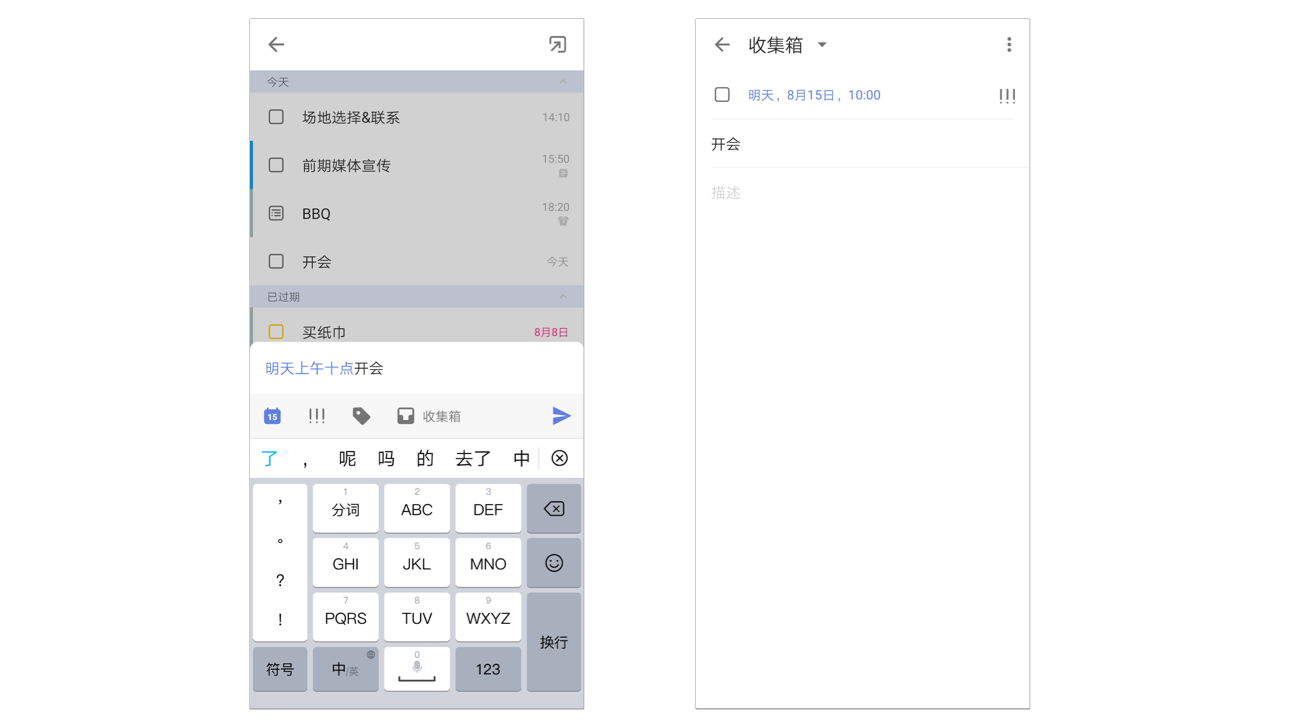 今天
场地选择&联系 14:10
前期媒体宣传 15:50
BBQ 18:20
开会 今天
已过期
买纸巾 8月8日
明天上午十点开会
15 !!! 收集箱
了 , 呢 吗 的 去了 中
，
。
?
!
1
分词
2
ABC
3
DEF
4
GHI
5
JKL
6
MNO
7
PQRS
8
TUV
9
WXYZ
换行
符号
中/英
0
123
收集箱
明天, 8月15日, 10:00 !!!
开会
描述